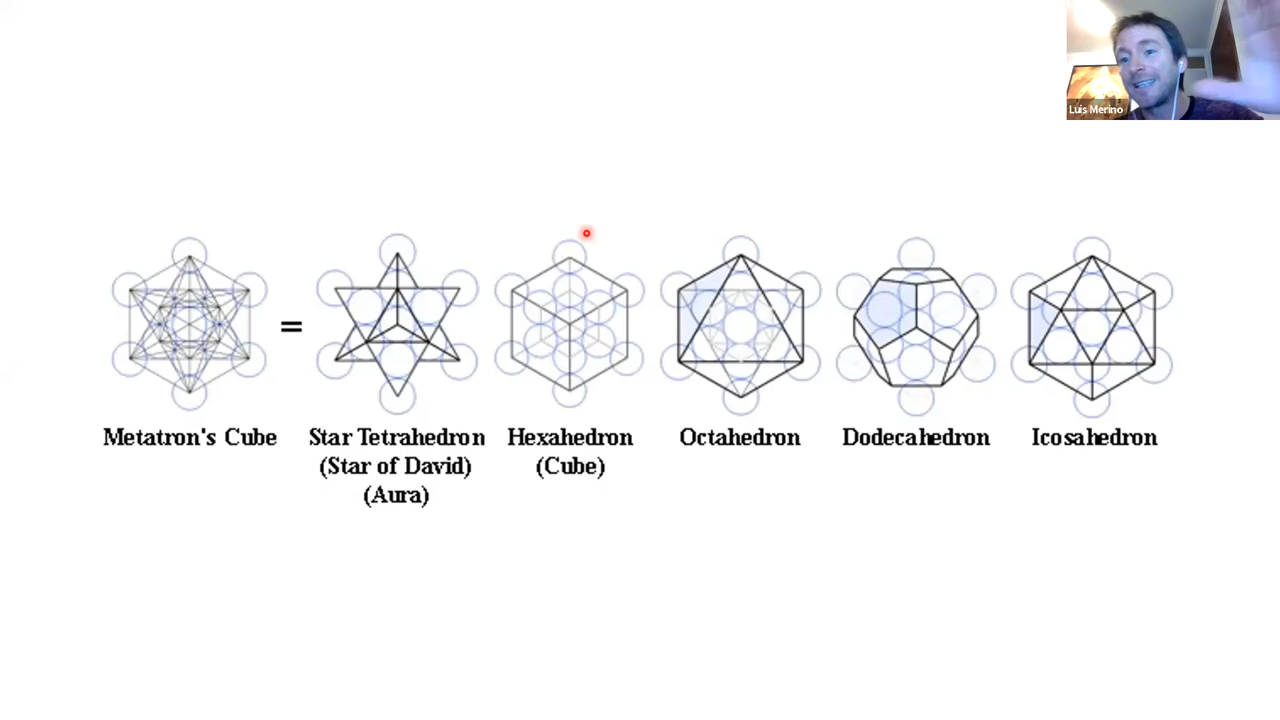 Luis Merino
=
Metatron's Cube
Star Tetrahedron
(Star of David)
(Aura)
Hexahedron
(Cube)
Octahedron
Dodecahedron
Icosahedron